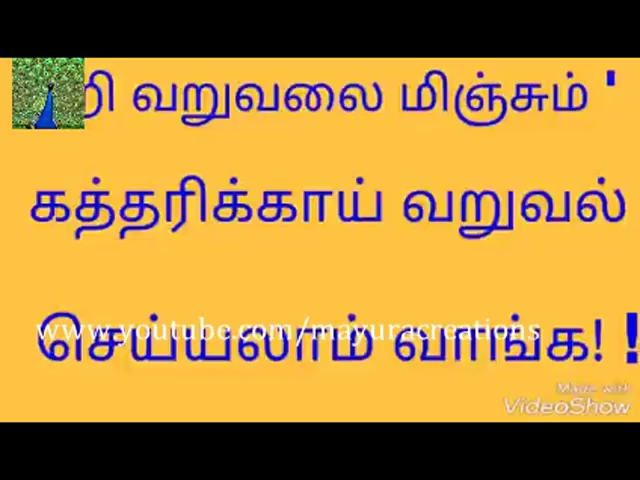 வறுவலை மிஞ்சும் '
கத்தரிக்காய் வறுவல்
செய்யலாம் வாங்க! !
www.youtube.com/mayuracreations
Made with
VideoShow